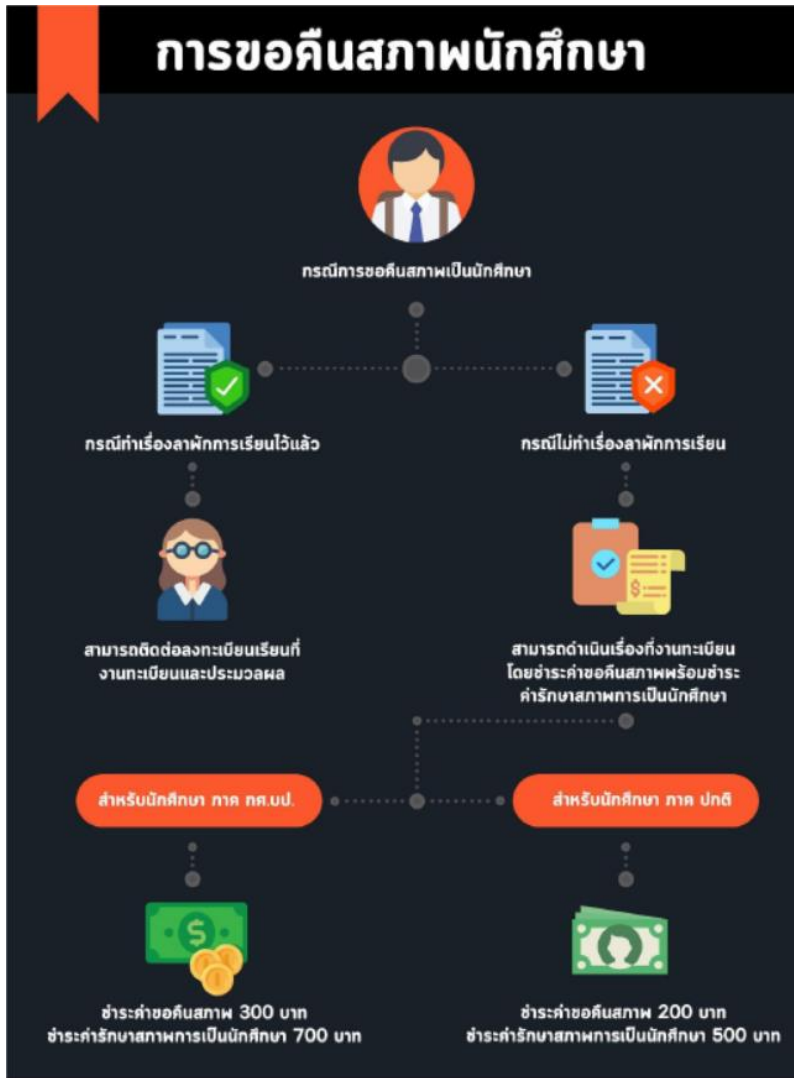 การขอคืนสภาพนักศึกษา
กรณีการขอคืนสภาพเป็นนักศึกษา
กรณีทำเรื่องลาพักการเรียนไว้แล้ว
กรณีไม่ทำเรื่องลาพักการเรียน
สามารถติดต่อลงทะเบียนเรียนที่
งานทะเบียนและประมวลผล
สามารถดำเนินเรื่องที่งานทะเบียน
โดยชำระค่าขอคืนสภาพพร้อมชำระ
ค่ารักษาสภาพการเป็นนักศึกษา
สำหรับนักศึกษา ภาค กศ.บป.
สำหรับนักศึกษา ภาค ปกติ
ชำระค่าขอคืนสภาพ 300 บาท
ชำระค่ารักษาสภาพการเป็นนักศึกษา 700 บาท
ชำระค่าขอคืนสภาพ 200 บาท
ชำระค่ารักษาสภาพการเป็นนักศึกษา 500 บาท